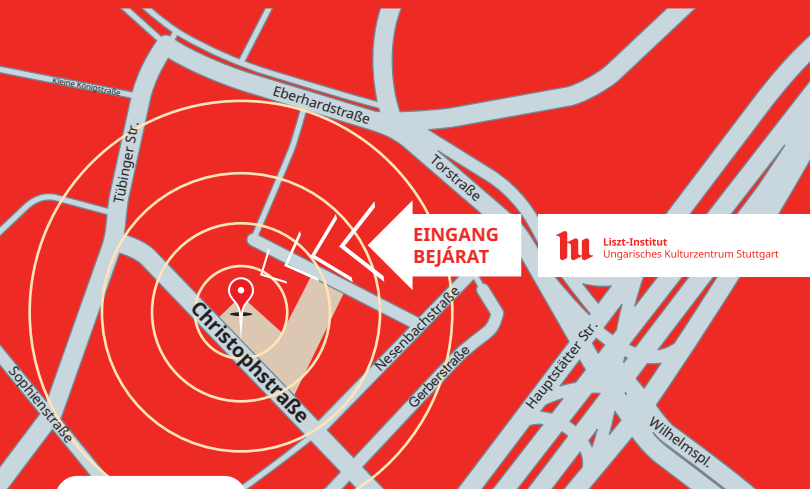 Kleine Königstraße
Eberhardstraße
Tübinger Str.
Torstraße
EINGANG
BEJÁRAT
hu
Liszt-Institut
Ungarisches Kulturzentrum Stuttgart
Christophstraße
Nesenbachstraße
Gerberstraße
Hauptstätter Str.
Sophienstraße
Wilhelmspl.